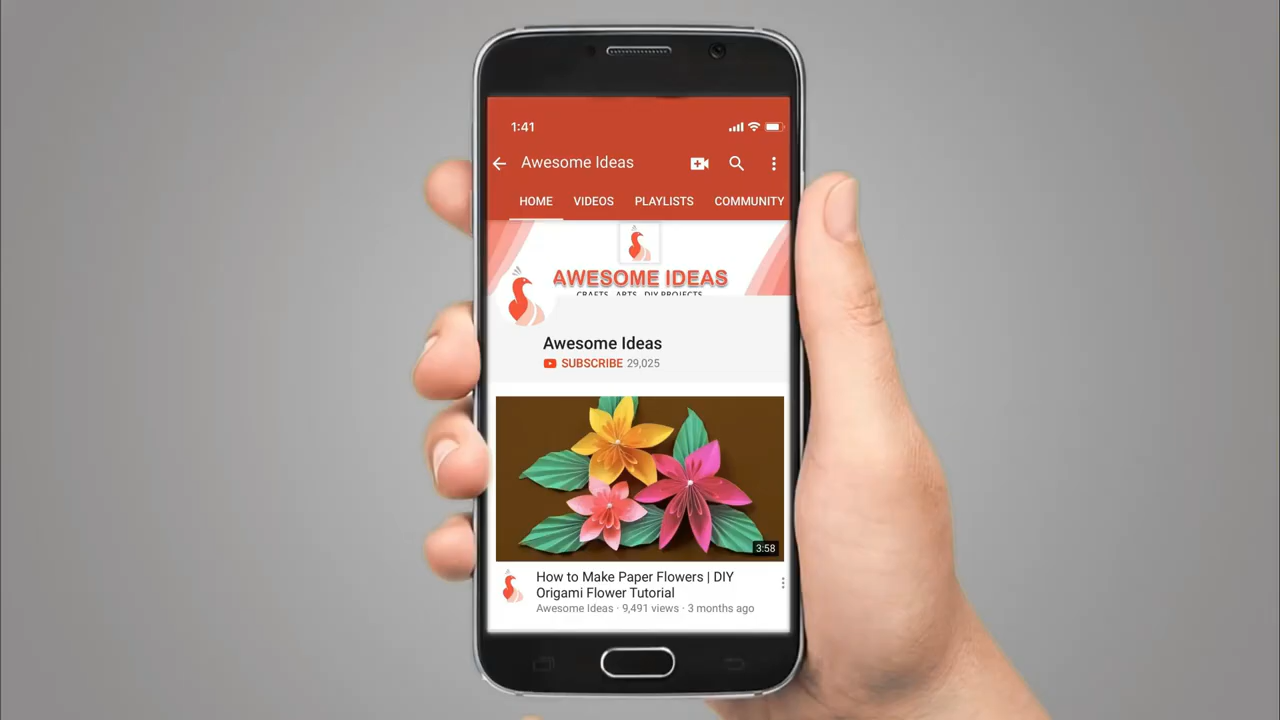 1:41
Awesome Ideas
HOME VIDEOS PLAYLISTS COMMUNITY
AWESOME IDEAS
CRAFTS ARTS DIY PROJECTS
Awesome Ideas
SUBSCRIBE 29,025
3:58
How to Make Paper Flowers | DIY
Origami Flower Tutorial
Awesome Ideas · 9,491 views · 3 months ago